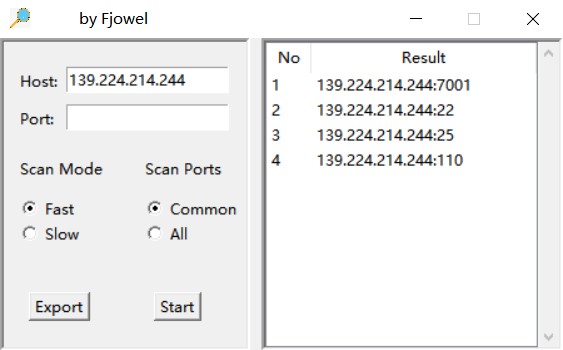 by Fjowel
Host: 139.224.214.244
Port:
Scan Mode Scan Ports
Fast Common
Slow All
Export Start
No Result
1 139.224.214.244:7001
2 139.224.214.244:22
3 139.224.214.244:25
4 139.224.214.244:110